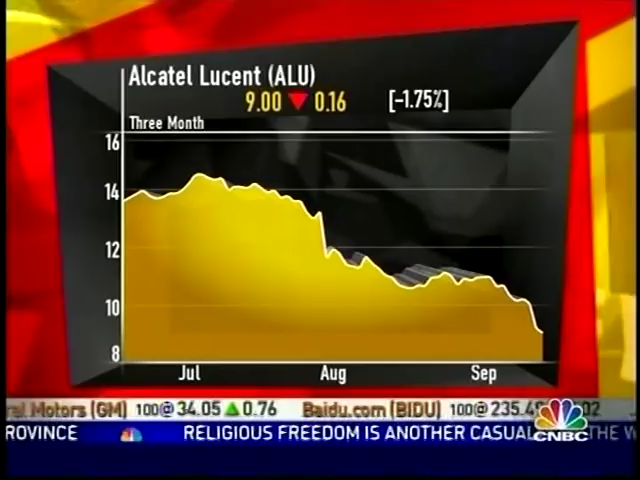 Alcatel Lucent (ALU)
9.00 ▼ 0.16 [-1.75%]
Three Month
16
14
12
10
8
Jul Aug Sep
ral Motors (GM) 100@34.05 ▲0.76 Baidu.com (BIDU) 100@235.4
ROVINCE RELIGIOUS FREEDOM IS ANOTHER CASUAL THE
CNBC